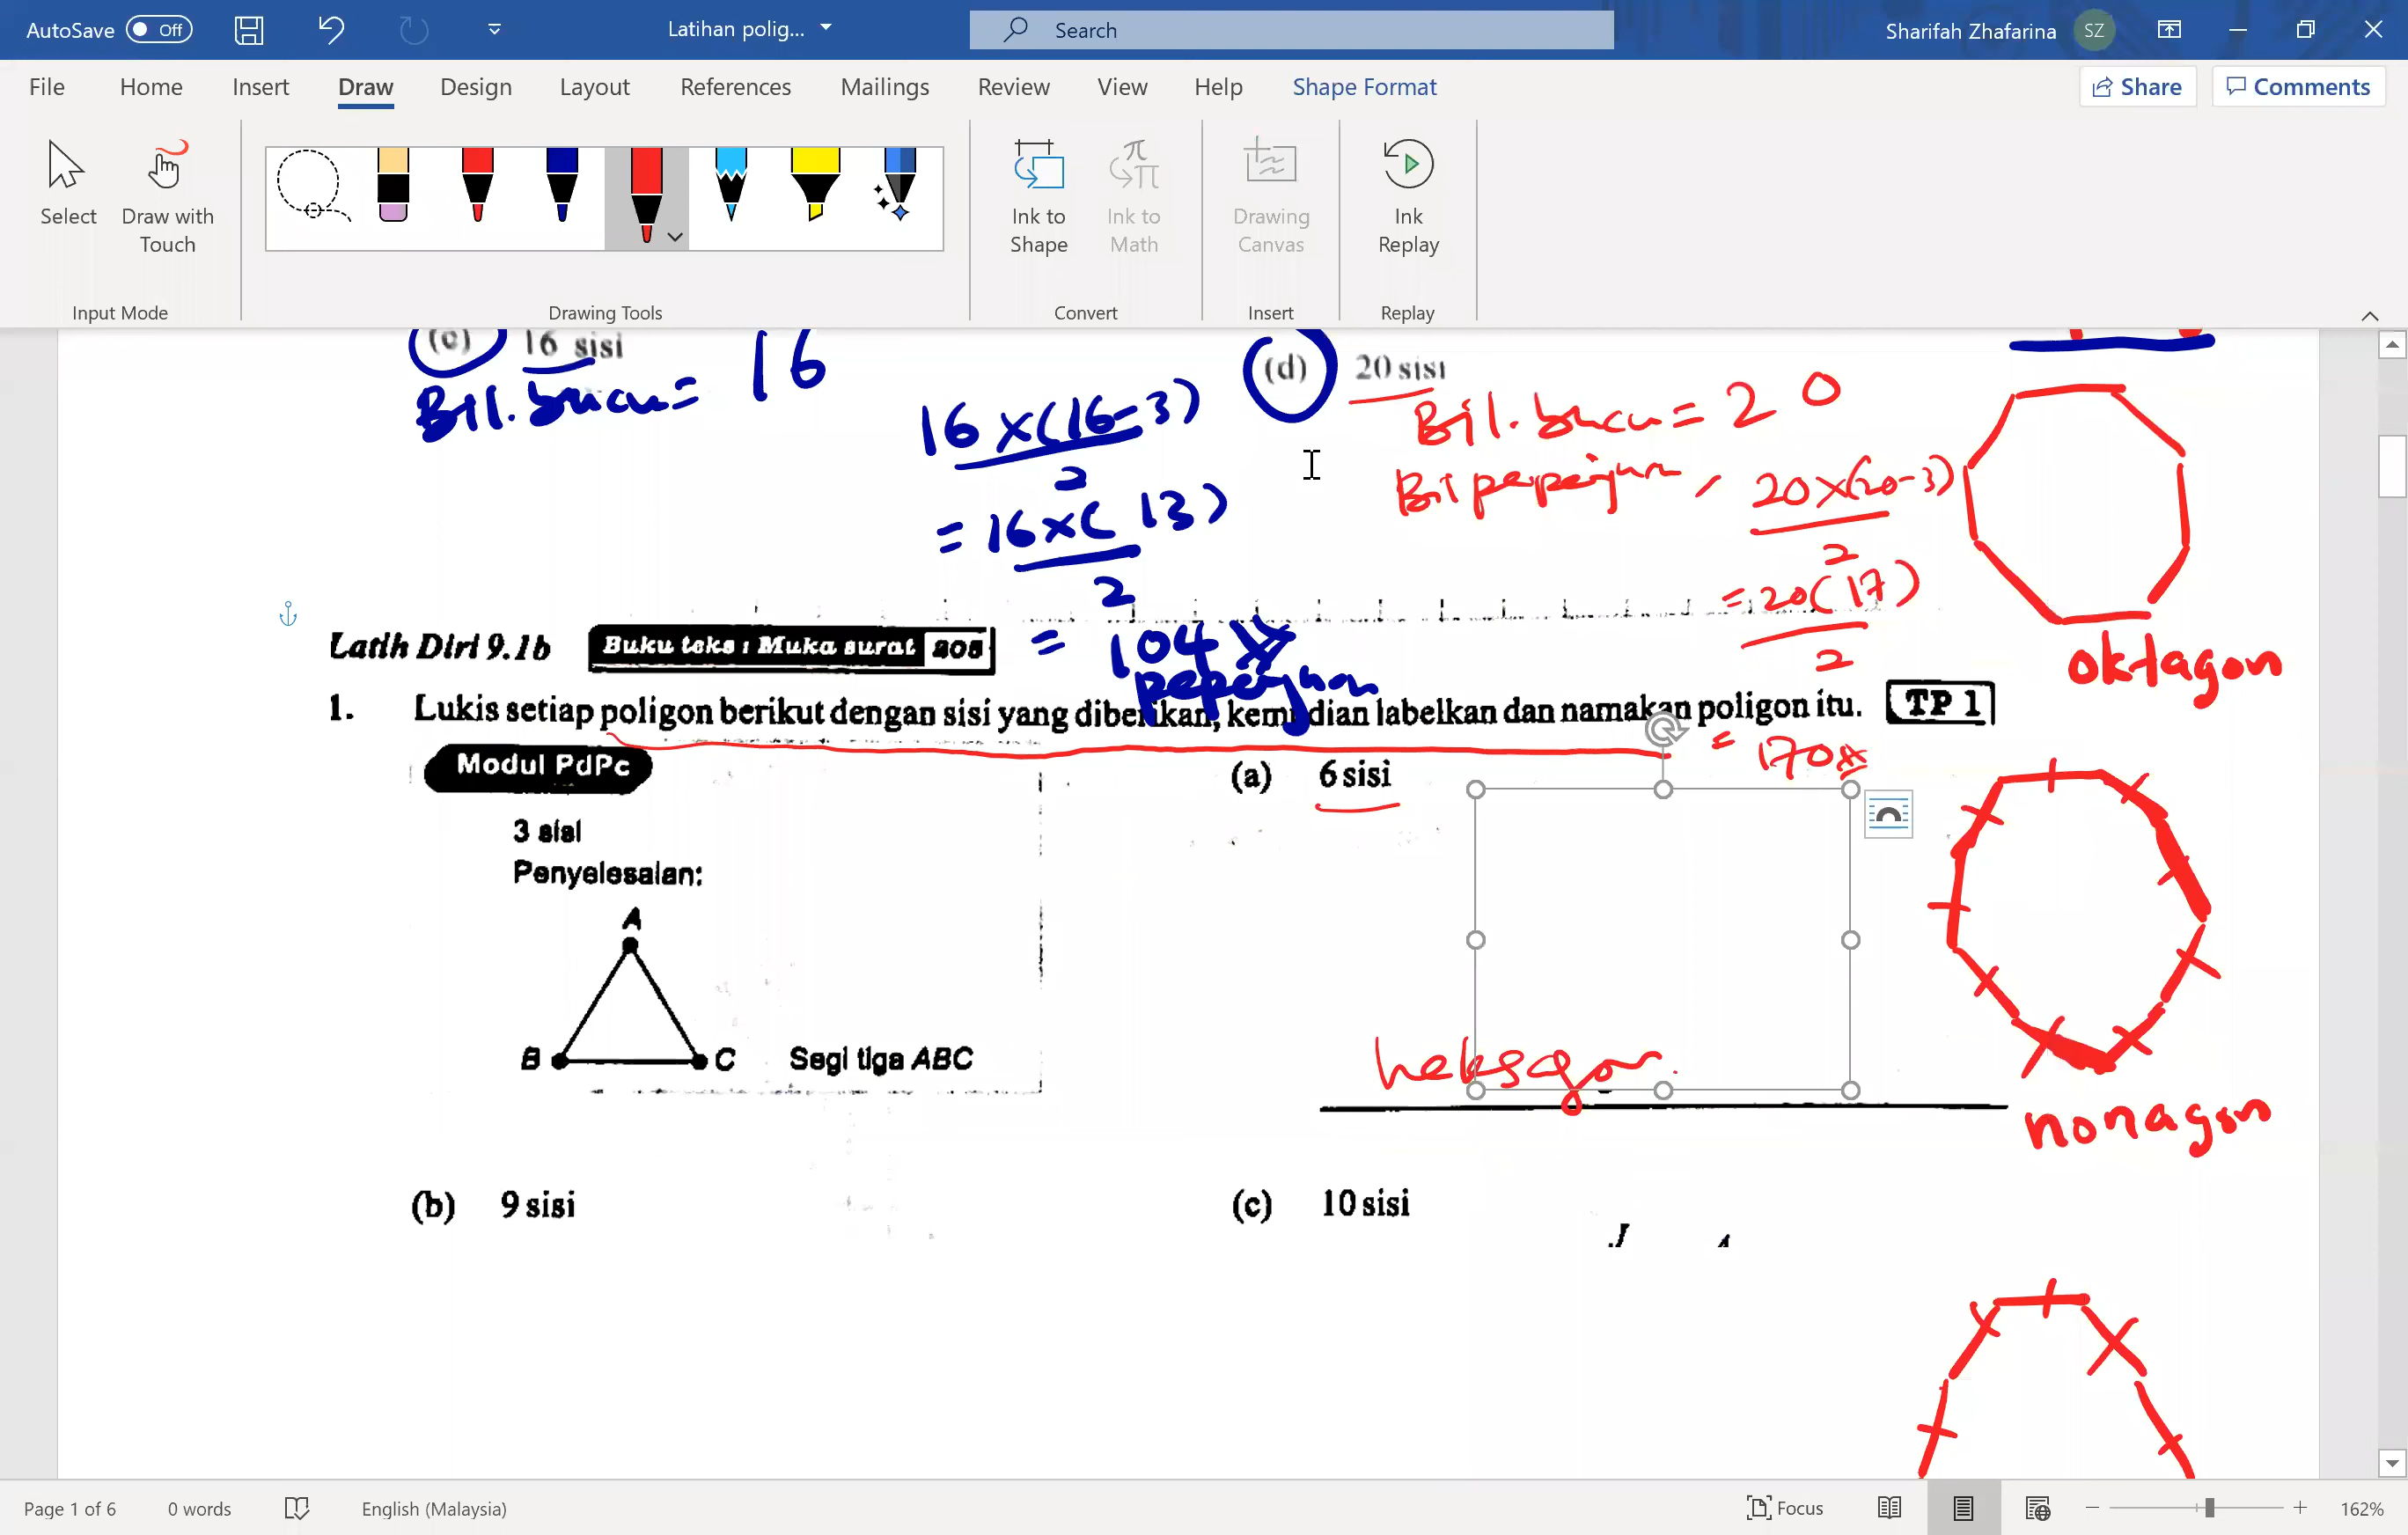 AutoSave Off Latihan polig... Search Sharifah Zhafarina SZ
File Home Insert Draw Design Layout References Mailings Review View Help Shape Format Share Comments
Select Draw with Touch Ink to Shape Ink to Math Drawing Canvas Ink Replay
Input Mode Drawing Tools Convert Insert Replay
(c) 16 sisi
Bil. bucu = 16
16 x (16-3)
2
= 16 x ( 13)
2
= 104
(d) 20 sisi
Bil. bucu = 20
20 x (20-3)
2
= 20 (17)
2
= 170
oktagon
Latih Diri 9.1b Buku teks : Muka surat 205
1. Lukis setiap poligon berikut dengan sisi yang diberikan, kemudian labelkan dan namakan poligon itu. TP 1
Modul PdPc
3 sisi
Penyelesaian:
A
B C Segi tiga ABC
(a) 6 sisi
heksagon.
nonagon
(b) 9 sisi
(c) 10 sisi
J A
Page 1 of 6 0 words English (Malaysia) Focus 162%